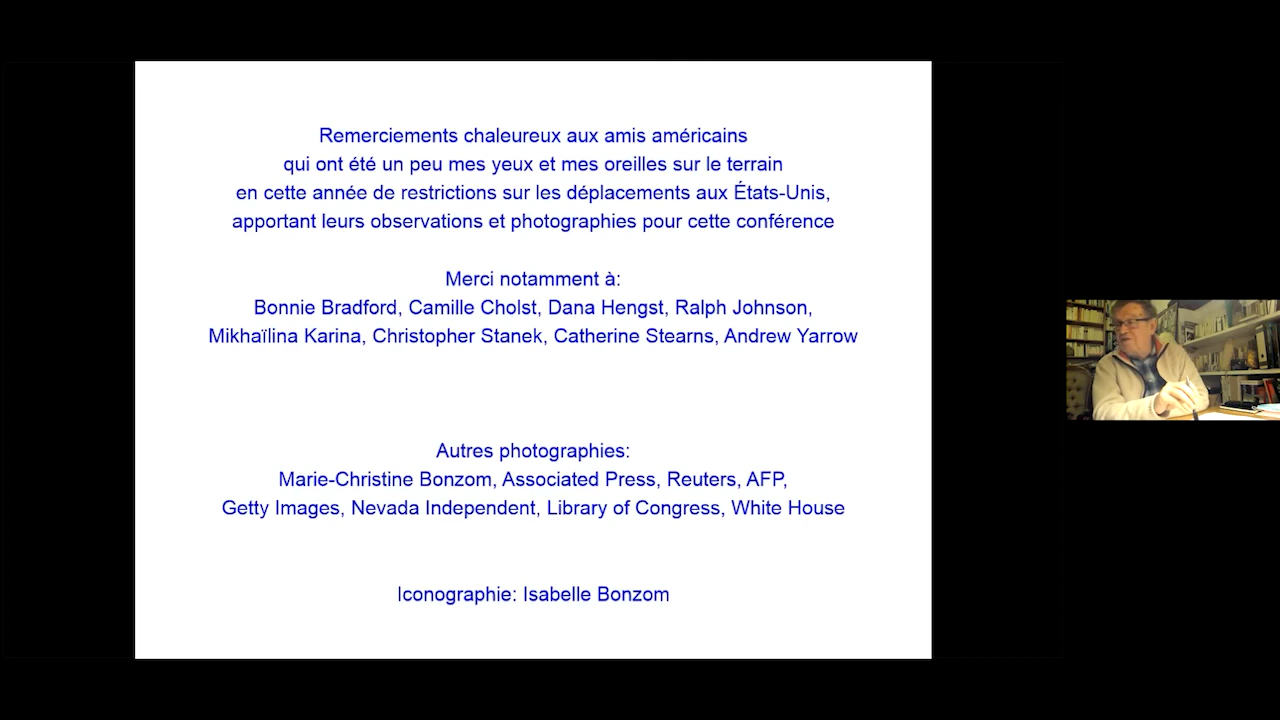 Remerciements chaleureux aux amis américains
qui ont été un peu mes yeux et mes oreilles sur le terrain
en cette année de restrictions sur les déplacements aux États-Unis,
apportant leurs observations et photographies pour cette conférence
Merci notamment à:
Bonnie Bradford, Camille Cholst, Dana Hengst, Ralph Johnson,
Mikhaïlina Karina, Christopher Stanek, Catherine Stearns, Andrew Yarrow
Autres photographies:
Marie-Christine Bonzom, Associated Press, Reuters, AFP,
Getty Images, Nevada Independent, Library of Congress, White House
Iconographie: Isabelle Bonzom